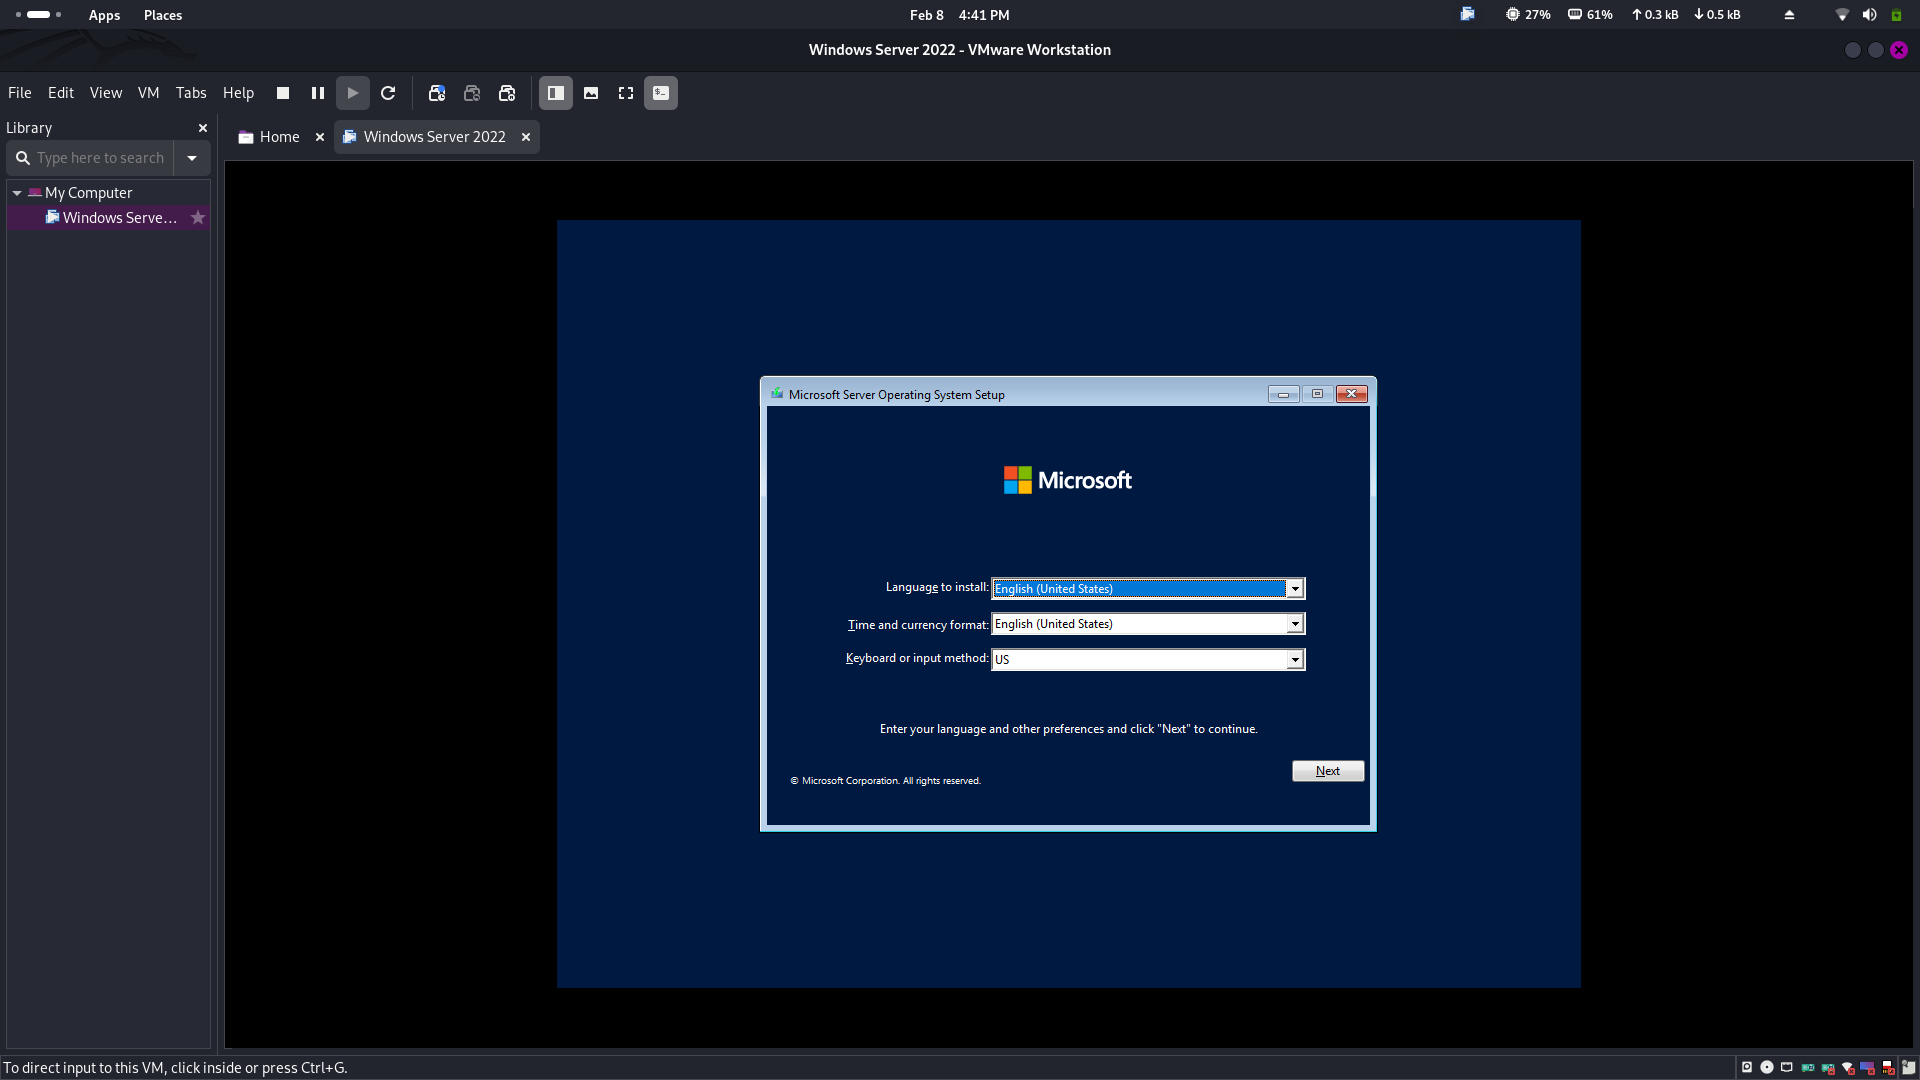 Apps Places Feb 8 4:41 PM 27% 61% 0.3 kB 0.5 kB
Windows Server 2022 - VMware Workstation
File Edit View VM Tabs Help
Library
Home Windows Server 2022
Type here to search
My Computer
Windows Serve...
Microsoft Server Operating System Setup
Microsoft
Language to install: English (United States)
Time and currency format: English (United States)
Keyboard or input method: US
Enter your language and other preferences and click "Next" to continue.
Next
© Microsoft Corporation. All rights reserved.
To direct input to this VM, click inside or press Ctrl+G.